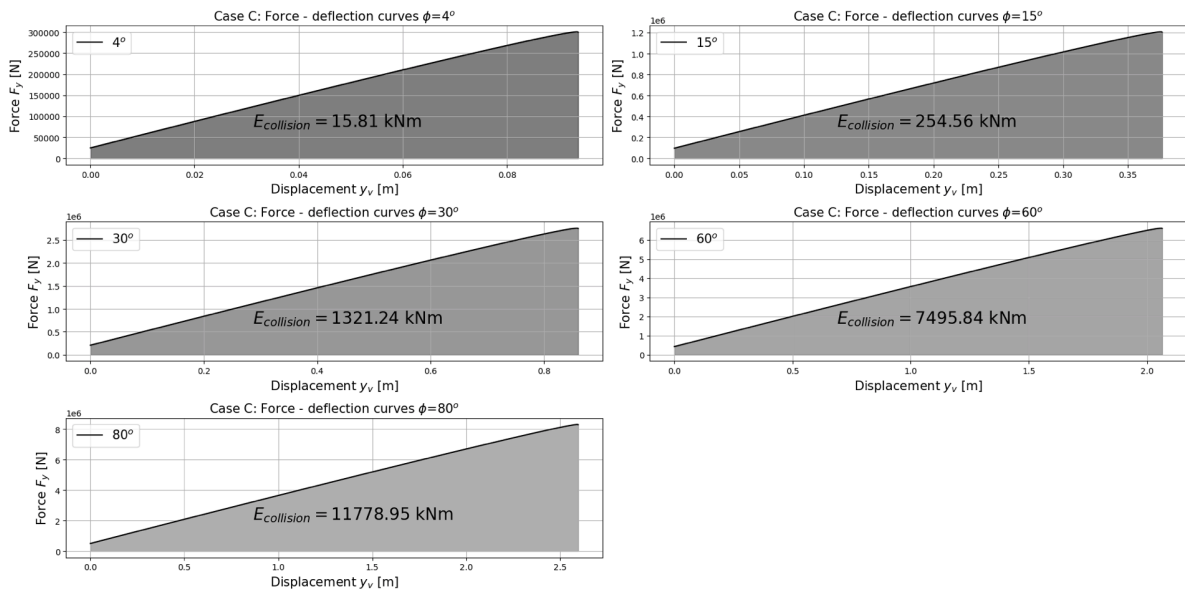 Case C: Force - deflection curves ϕ=4°
4°
Force F_y [N]
300000
250000
200000
150000
100000
50000
0
E_collision = 15.81 kNm
0.00 0.02 0.04 0.06 0.08
Displacement y_v [m]
Case C: Force - deflection curves ϕ=15°
1e6
15°
Force F_y [N]
1.2
1.0
0.8
0.6
0.4
0.2
0.0
E_collision = 254.56 kNm
0.00 0.05 0.10 0.15 0.20 0.25 0.30 0.35
Displacement y_v [m]
Case C: Force - deflection curves ϕ=30°
1e6
30°
Force F_y [N]
2.5
2.0
1.5
1.0
0.5
0.0
E_collision = 1321.24 kNm
0.0 0.2 0.4 0.6 0.8
Displacement y_v [m]
Case C: Force - deflection curves ϕ=60°
1e6
60°
Force F_y [N]
6
5
4
3
2
1
0
E_collision = 7495.84 kNm
0.0 0.5 1.0 1.5 2.0
Displacement y_v [m]
Case C: Force - deflection curves ϕ=80°
1e6
80°
Force F_y [N]
8
6
4
2
0
E_collision = 11778.95 kNm
0.0 0.5 1.0 1.5 2.0 2.5
Displacement y_v [m]